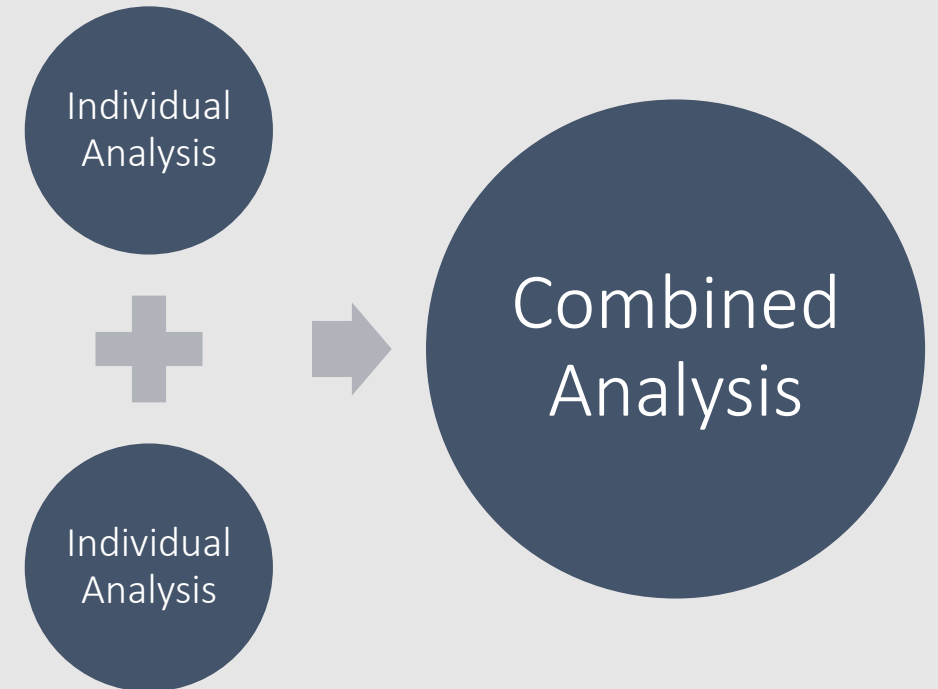 Individual
Analysis
Individual
Analysis
Combined
Analysis